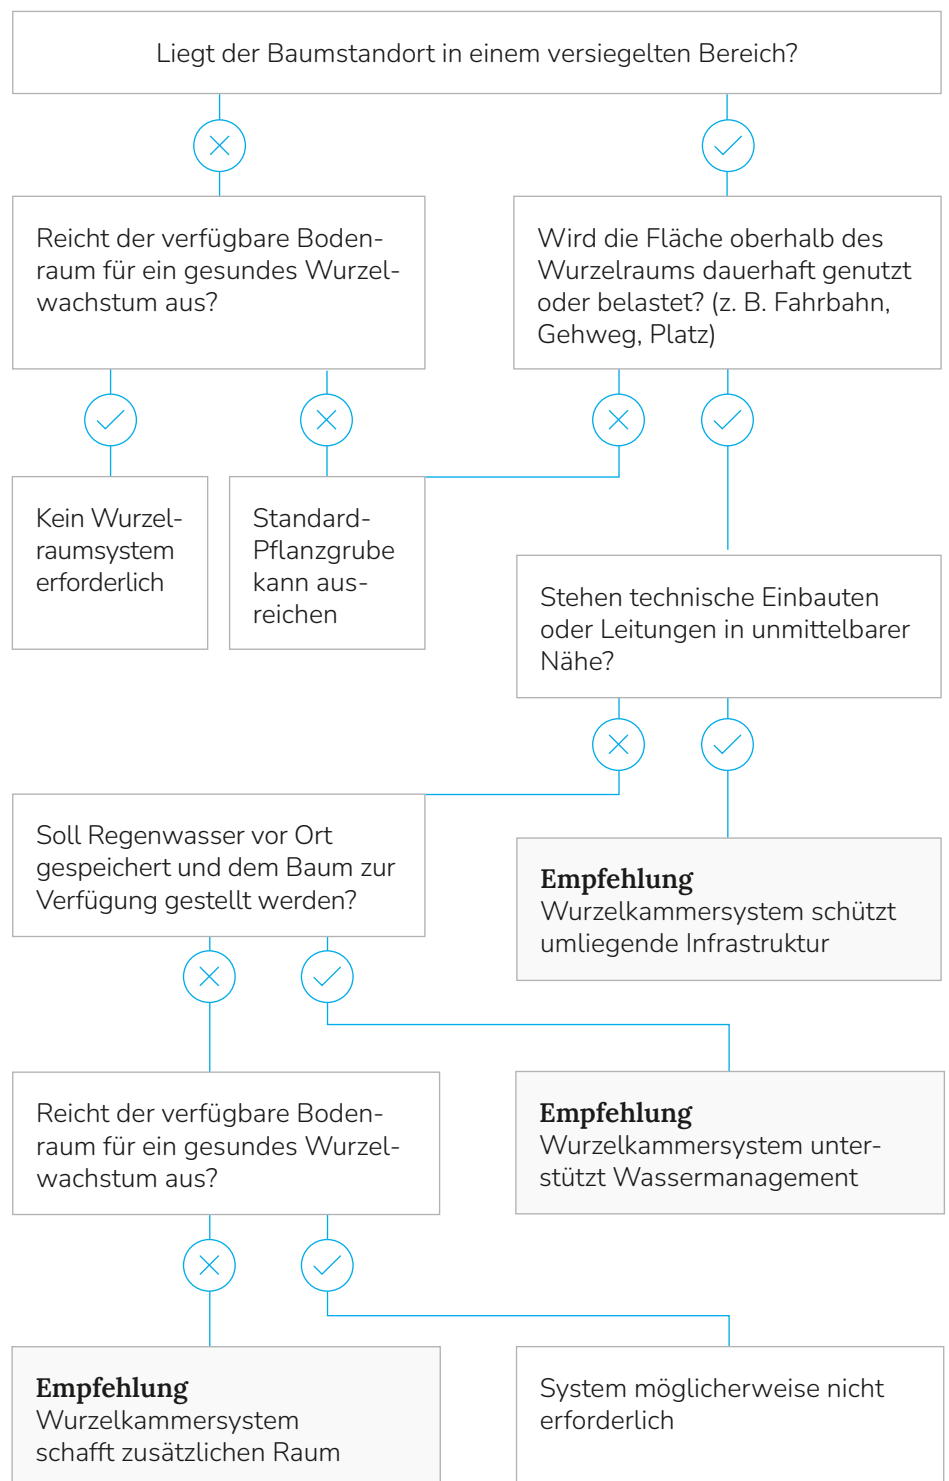 Liegt der Baumstandort in einem versiegelten Bereich?
Reicht der verfügbare Boden-
raum für ein gesundes Wurzel-
wachstum aus?
Wird die Fläche oberhalb des
Wurzelraums dauerhaft genutzt
oder belastet? (z. B. Fahrbahn,
Gehweg, Platz)
Kein Wurzel-
raumsystem
erforderlich
Standard-
Pflanzgrube
kann aus-
reichen
Stehen technische Einbauten
oder Leitungen in unmittelbarer
Nähe?
Soll Regenwasser vor Ort
gespeichert und dem Baum zur
Verfügung gestellt werden?
Empfehlung
Wurzelkammersystem schützt
umliegende Infrastruktur
Reicht der verfügbare Boden-
raum für ein gesundes Wurzel-
wachstum aus?
Empfehlung
Wurzelkammersystem unter-
stützt Wassermanagement
Empfehlung
Wurzelkammersystem
schafft zusätzlichen Raum
System möglicherweise nicht
erforderlich